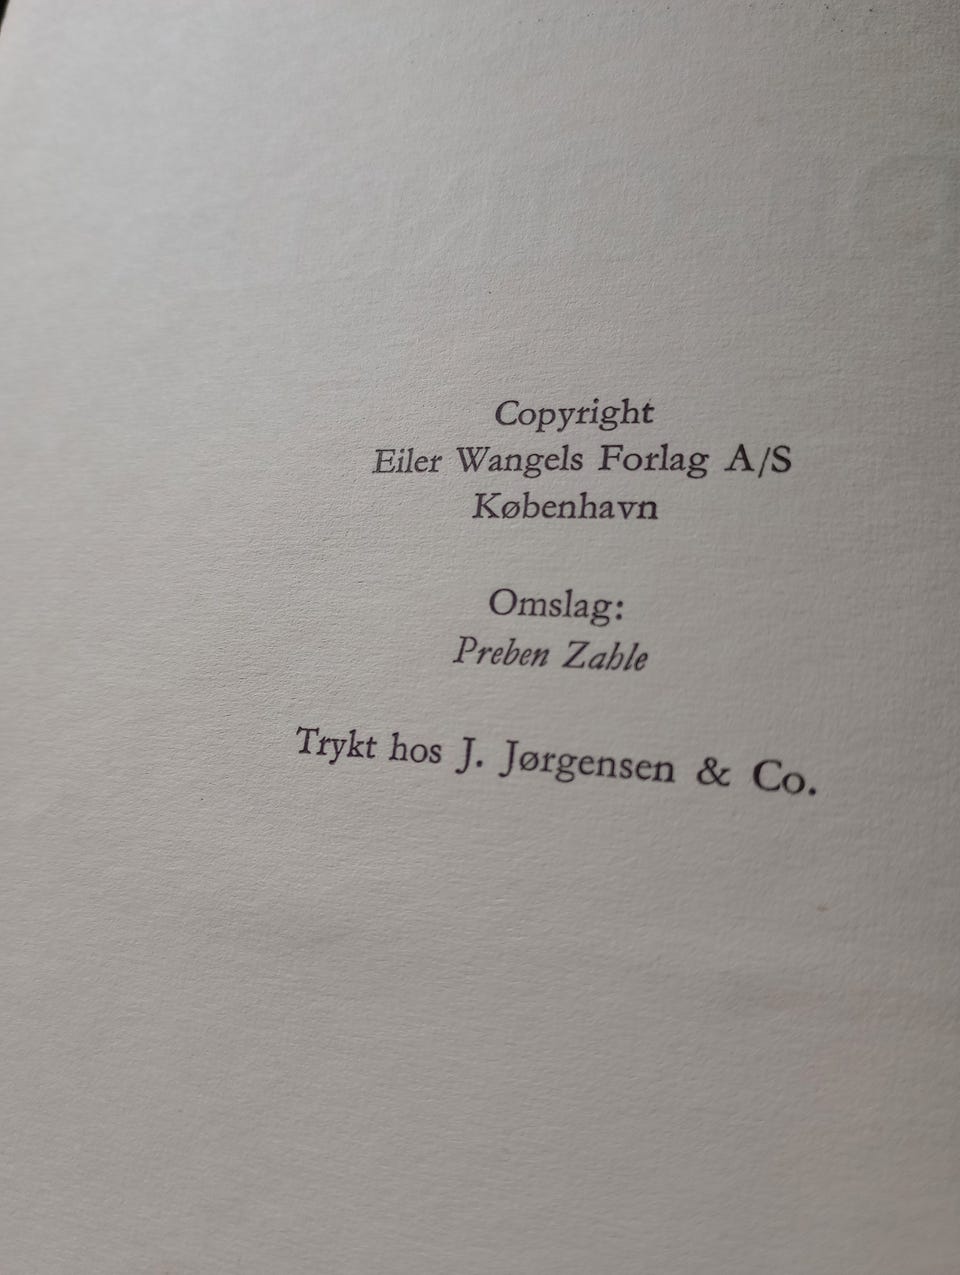 Copyright
Eiler Wangels Forlag A/S
København
Omslag:
Preben Zahle
Trykt hos J. Jørgensen & Co.